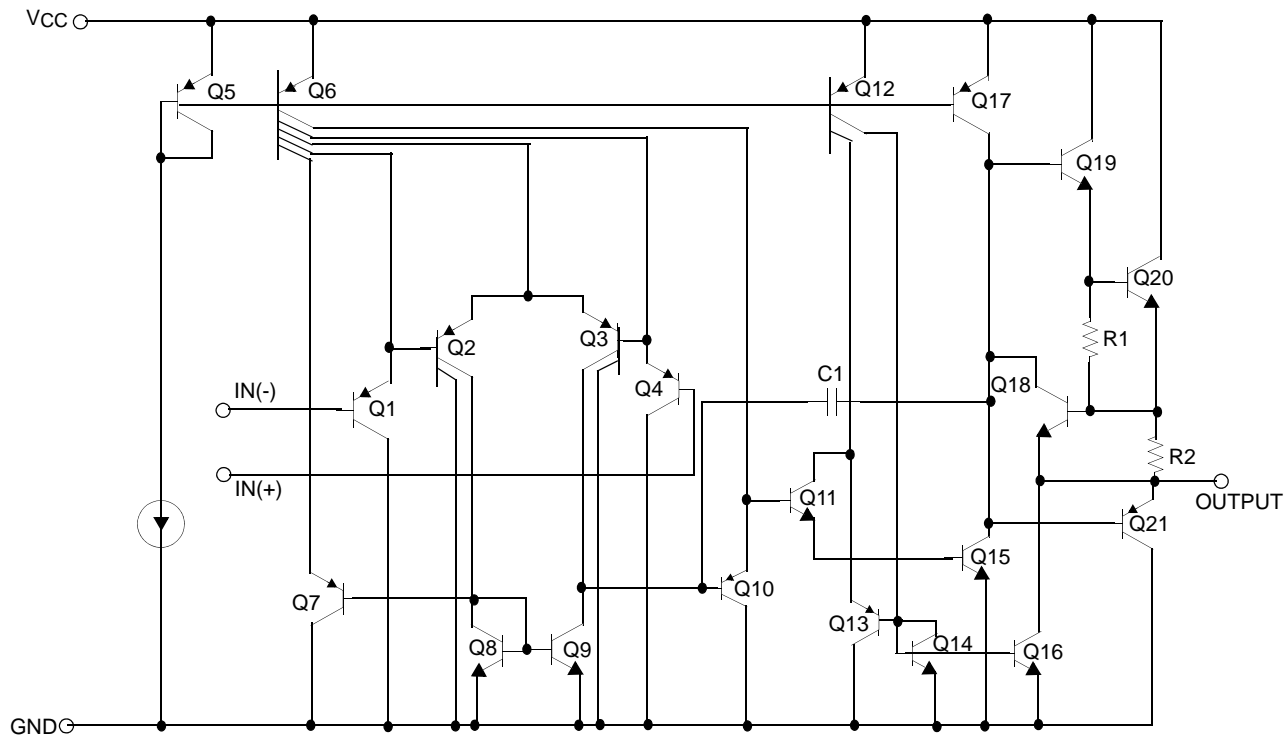 VCC
Q5
Q6
Q12
Q17
Q19
Q20
R1
Q2
Q3
Q4
C1
Q18
IN(-)
Q1
R2
IN(+)
OUTPUT
Q11
Q21
Q15
Q10
Q7
Q8
Q9
Q13
Q14
Q16
GND